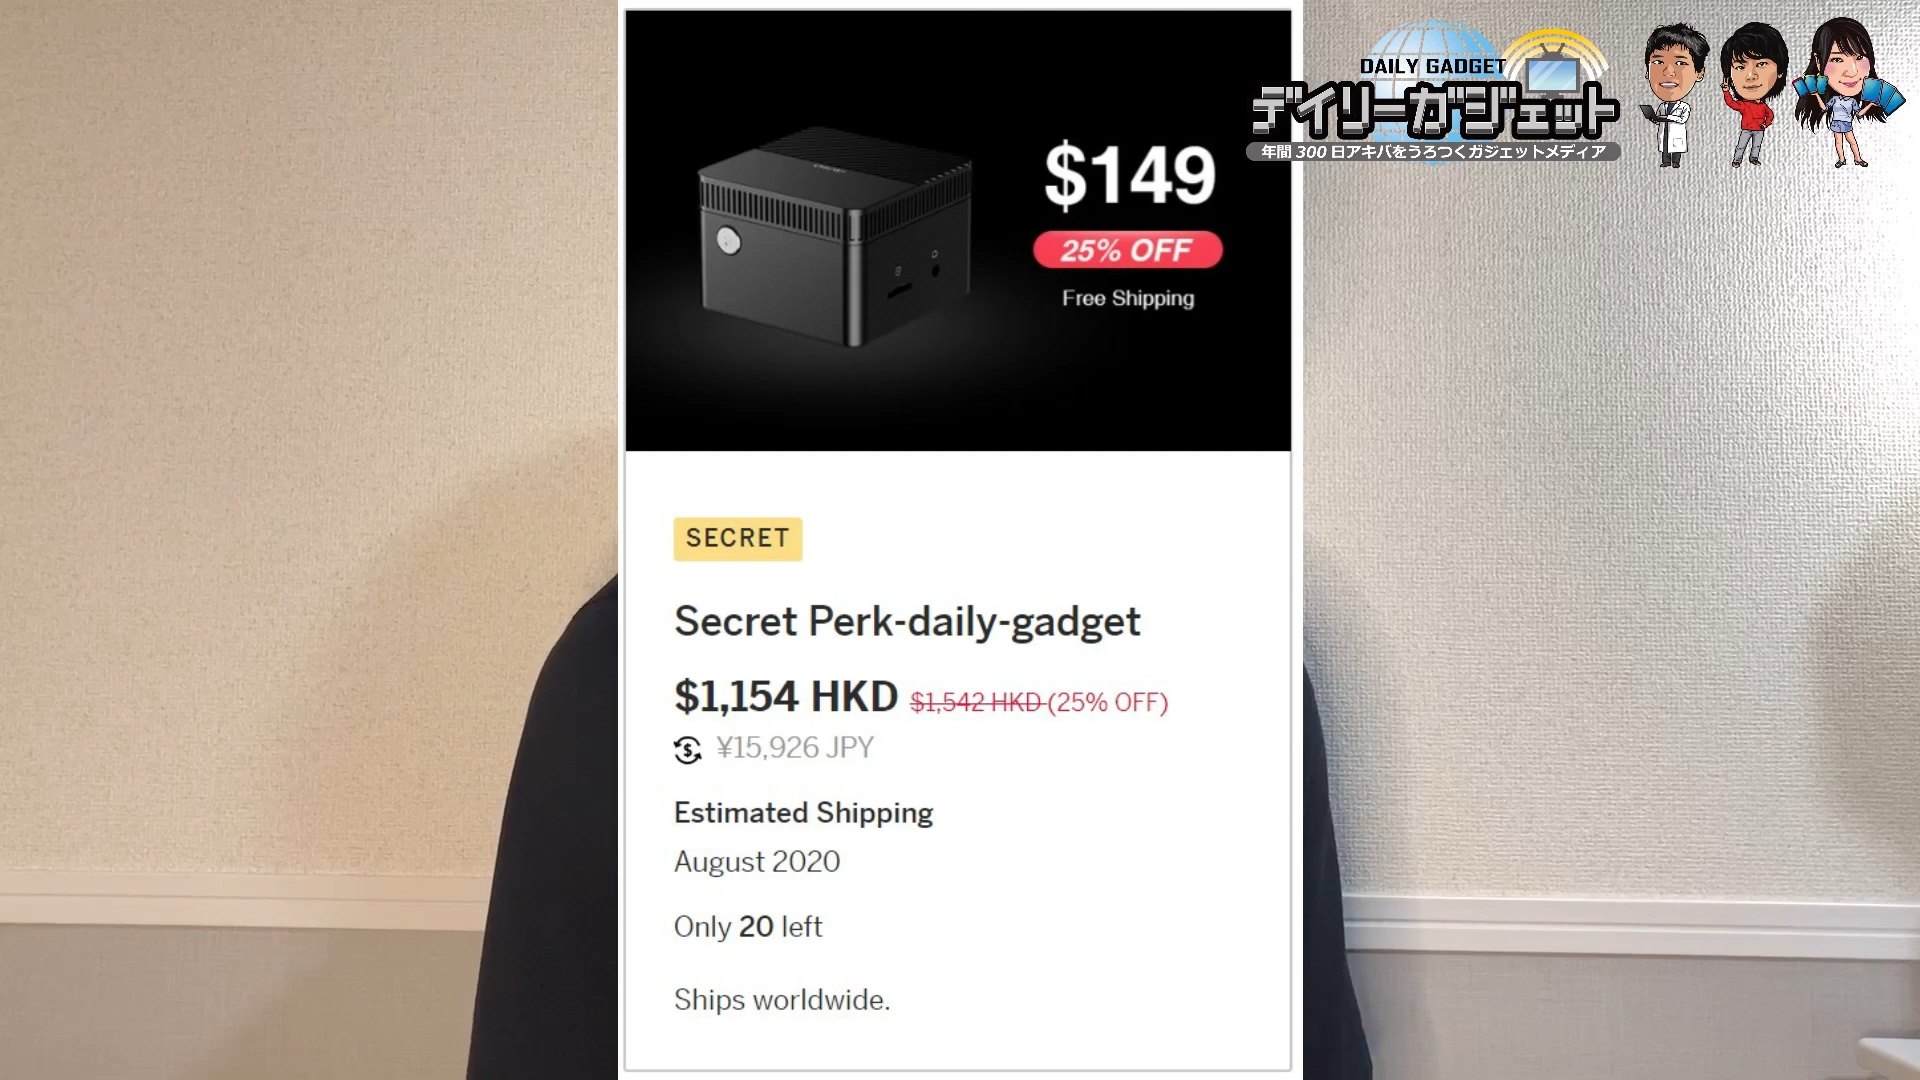 DAILY GADGET
デイリーガジェット
年間300日アキバをうろつくガジェットメディア
$149
25% OFF
Free Shipping
SECRET
Secret Perk-daily-gadget
$1,154 HKD $1,542 HKD (25% OFF)
¥15,926 JPY
Estimated Shipping
August 2020
Only 20 left
Ships worldwide.